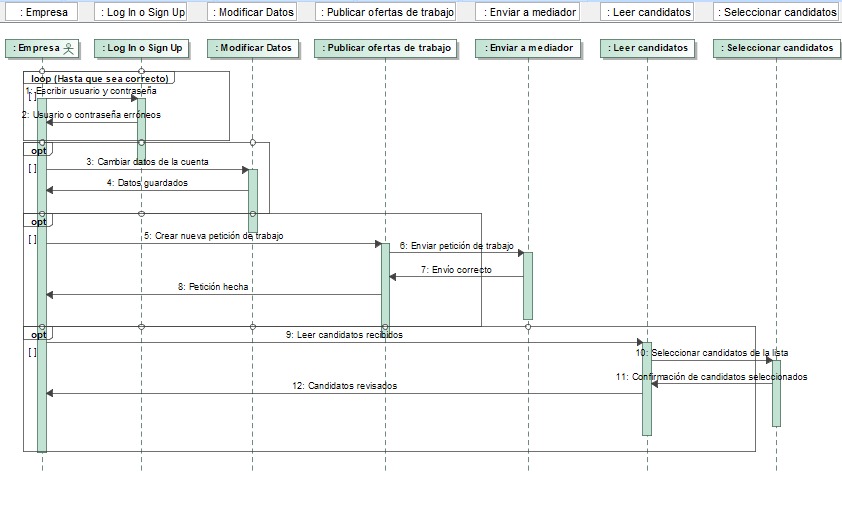 : Empresa
: Log In o Sign Up
: Modificar Datos
: Publicar ofertas de trabajo
: Enviar a mediador
: Leer candidatos
: Seleccionar candidatos
: Empresa
: Log In o Sign Up
: Modificar Datos
: Publicar ofertas de trabajo
: Enviar a mediador
: Leer candidatos
: Seleccionar candidatos
loop (Hasta que sea correcto)
1: Escribir usuario y contraseña
[ ]
2: Usuario o contraseña erróneos
opt
3: Cambiar datos de la cuenta
[ ]
4: Datos guardados
opt
5: Crear nueva petición de trabajo
[ ]
6: Enviar petición de trabajo
7: Envío correcto
8: Petición hecha
opt
9: Leer candidatos recibidos
[ ]
10: Seleccionar candidatos de la lista
11: Confirmación de candidatos seleccionados
12: Candidatos revisados